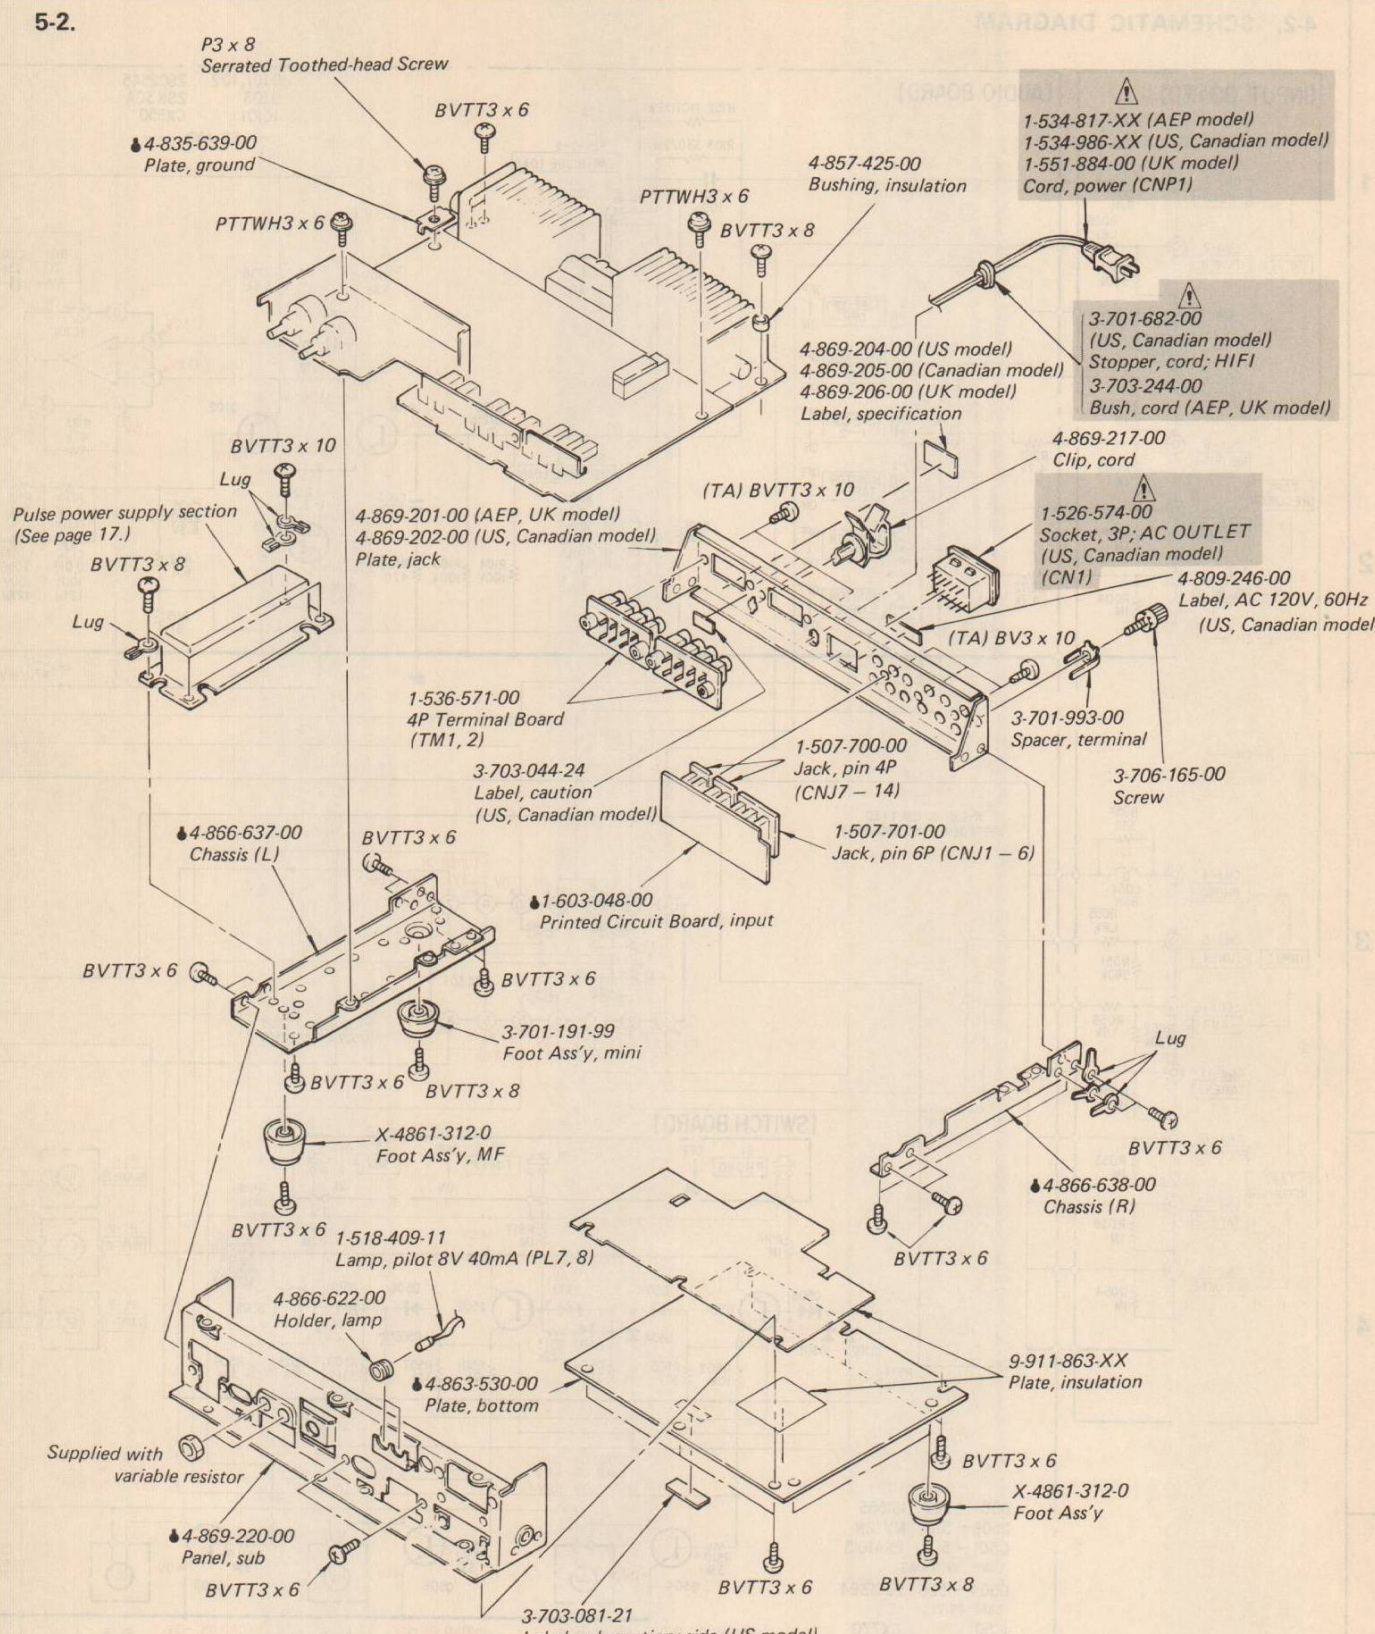 5-2.
P3 x 8
Serrated Toothed-head Screw
BVTT3 x 6
4-835-639-00
Plate, ground
PTTWH3 x 6
PTTWH3 x 6
BVTT3 x 8
4-857-425-00
Bushing, insulation
1-534-817-XX (AEP model)
1-534-986-XX (US, Canadian model)
1-551-884-00 (UK model)
Cord, power (CNP1)
3-701-682-00
(US, Canadian model)
Stopper, cord; HIFI
3-703-244-00
Bush, cord (AEP, UK model)
4-869-204-00 (US model)
4-869-205-00 (Canadian model)
4-869-206-00 (UK model)
Label, specification
4-869-217-00
Clip, cord
BVTT3 x 10
Lug
Pulse power supply section
(See page 17.)
BVTT3 x 8
Lug
4-869-201-00 (AEP, UK model)
4-869-202-00 (US, Canadian model)
Plate, jack
(TA) BVTT3 x 10
1-526-574-00
Socket, 3P; AC OUTLET
(US, Canadian model)
(CN1)
4-809-246-00
Label, AC 120V, 60Hz
(US, Canadian model
(TA) BV3 x 10
1-536-571-00
4P Terminal Board
(TM1, 2)
3-701-993-00
Spacer, terminal
3-706-165-00
Screw
3-703-044-24
Label, caution
(US, Canadian model)
1-507-700-00
Jack, pin 4P
(CNJ7 – 14)
1-507-701-00
Jack, pin 6P (CNJ1 – 6)
1-603-048-00
Printed Circuit Board, input
4-866-637-00
Chassis (L)
BVTT3 x 6
BVTT3 x 6
BVTT3 x 6
3-701-191-99
Foot Ass'y, mini
BVTT3 x 6
BVTT3 x 8
X-4861-312-0
Foot Ass'y, MF
BVTT3 x 6
Lug
BVTT3 x 6
4-866-638-00
Chassis (R)
BVTT3 x 6
1-518-409-11
Lamp, pilot 8V 40mA (PL7, 8)
4-866-622-00
Holder, lamp
4-863-530-00
Plate, bottom
9-911-863-XX
Plate, insulation
Supplied with
variable resistor
4-869-220-00
Panel, sub
BVTT3 x 6
BVTT3 x 6
X-4861-312-0
Foot Ass'y
BVTT3 x 6
BVTT3 x 8
3-703-081-21